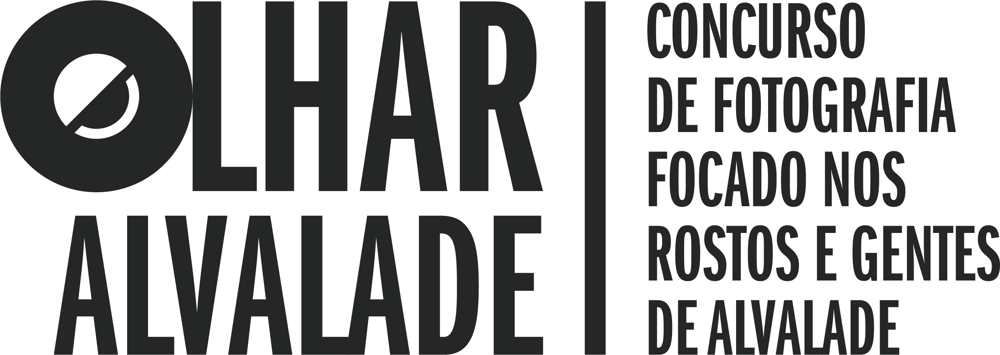 OLHAR
ALVALADE
CONCURSO
DE FOTOGRAFIA
FOCADO NOS
ROSTOS E GENTES
DE ALVALADE